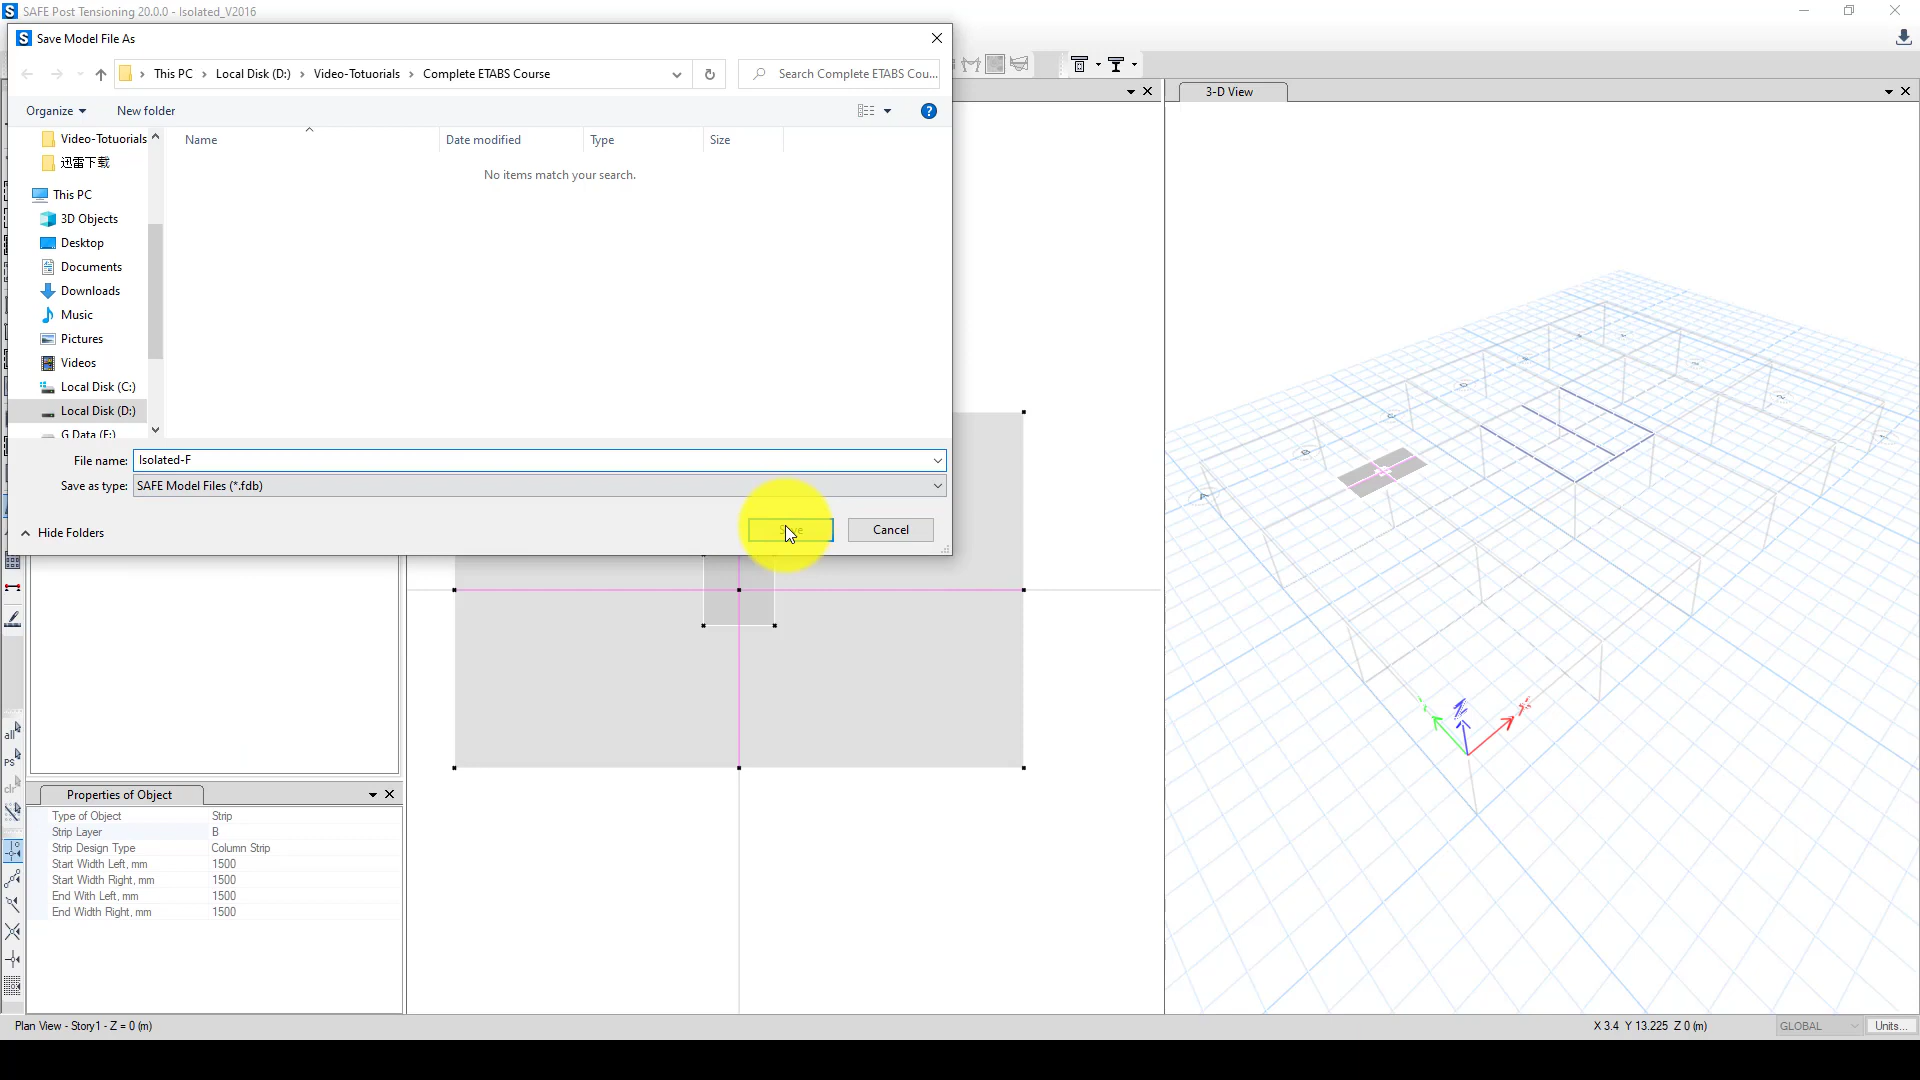 SAFE Post Tensioning 20.0.0 - Isolated_V2016
Save Model File As
This PC > Local Disk (D:) > Video-Totuorials > Complete ETABS Course
Search Complete ETABS Cou...
Organize
New folder
Name
Date modified
Type
Size
No items match your search.
Video-Totuorials
迅雷下载
This PC
3D Objects
Desktop
Documents
Downloads
Music
Pictures
Videos
Local Disk (C:)
Local Disk (D:)
G Data (F:)
File name: Isolated-F
Save as type: SAFE Model Files (*.fdb)
Hide Folders
Save
Cancel
3-D View
all
PS
clr
Properties of Object
Type of Object Strip
Strip Layer B
Strip Design Type Column Strip
Start Width Left, mm 1500
Start Width Right, mm 1500
End With Left, mm 1500
End Width Right, mm 1500
Z
Plan View - Story1 - Z = 0 (m)
X 3.4 Y 13.225 Z 0 (m)
GLOBAL
Units...